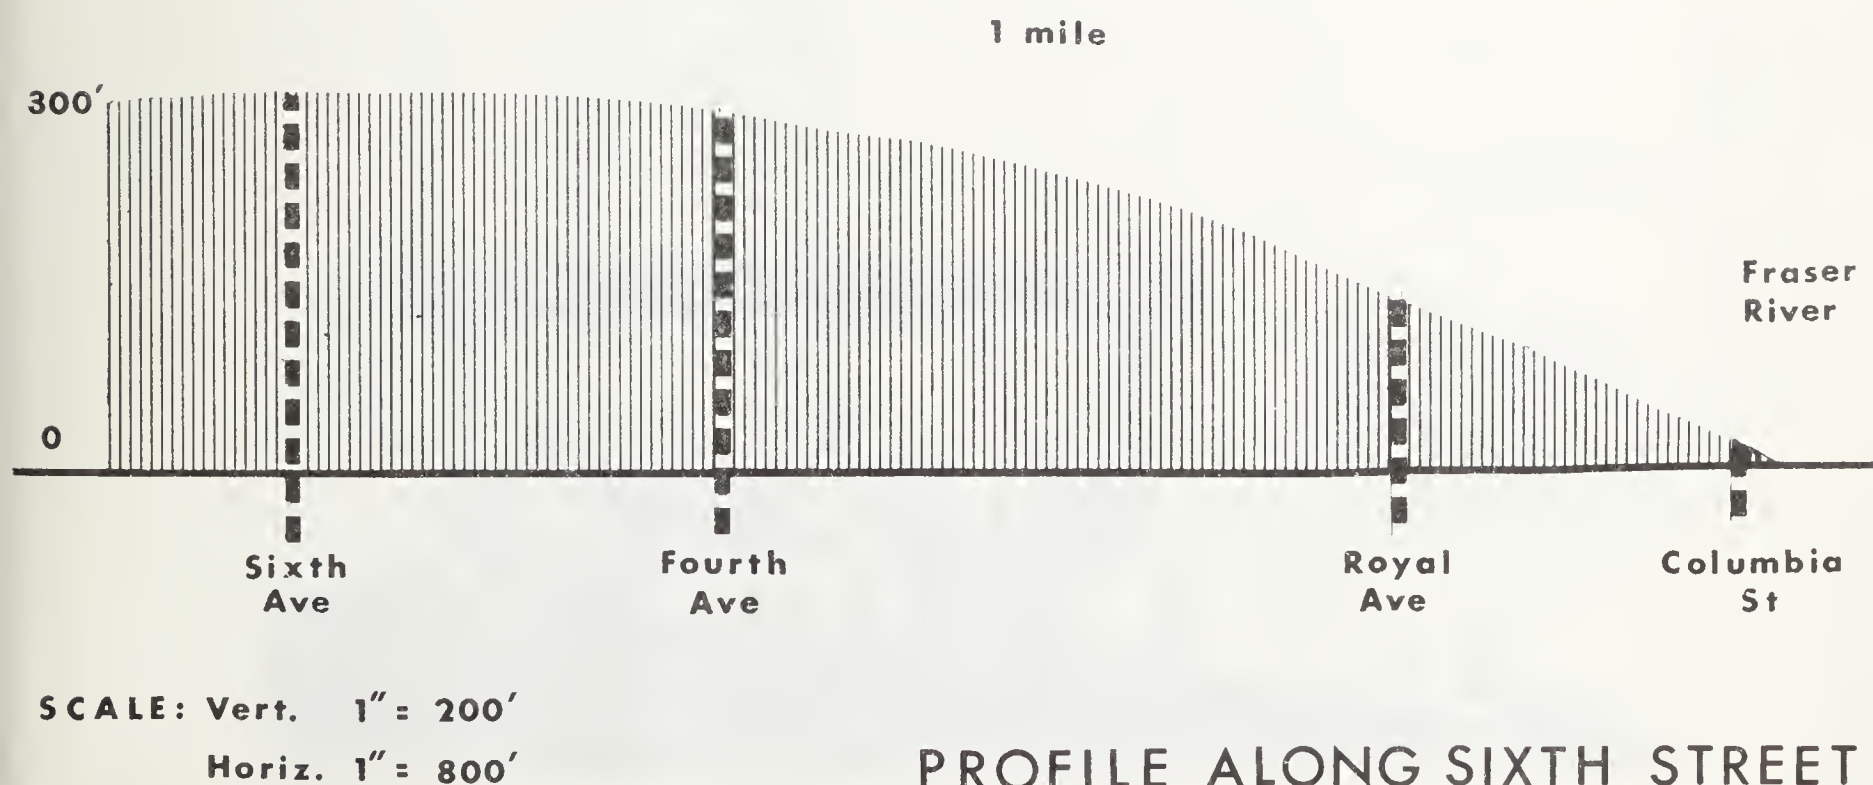 1 mile
300′
Fraser
River
0
Sixth
Ave
Fourth
Ave
Royal
Ave
Columbia
St
SCALE: Vert. 1″= 200′
Horiz. 1″= 800′
PROFILE ALONG SIXTH STREET